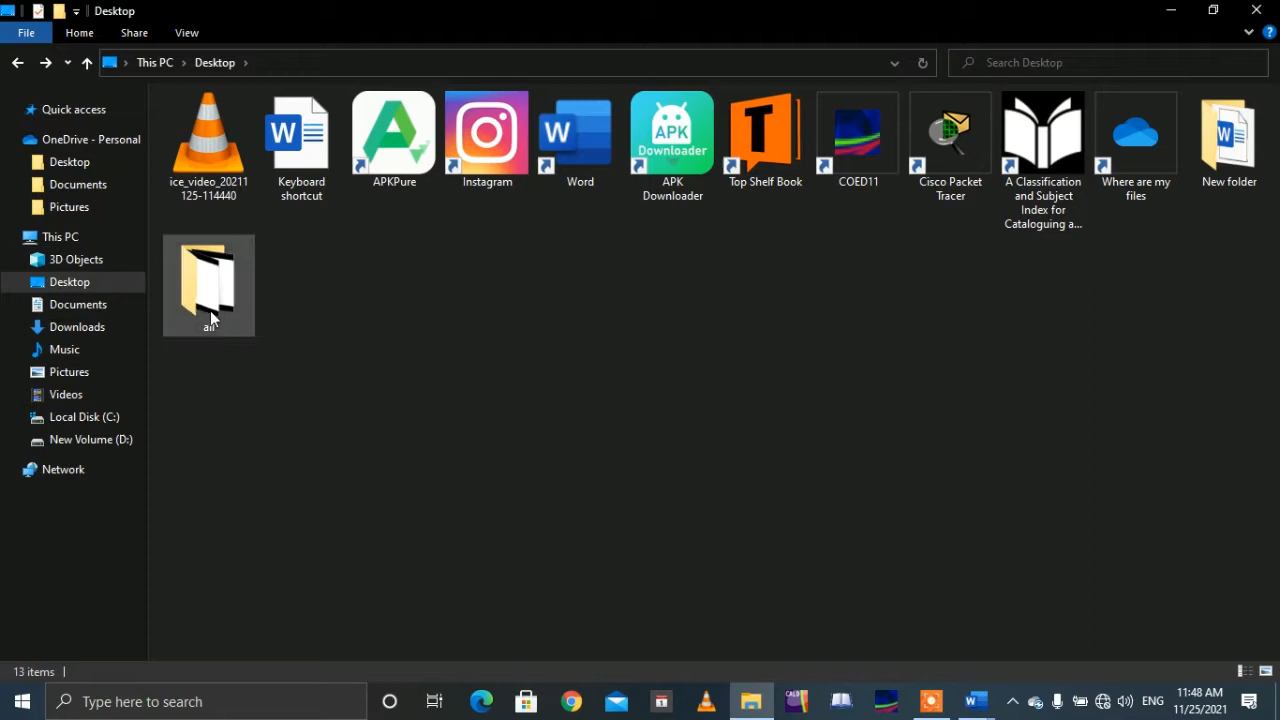 Desktop
File Home Share View
This PC Desktop
Search Desktop
Quick access
OneDrive - Personal
Desktop
Documents
Pictures
This PC
3D Objects
Desktop
Documents
Downloads
Music
Pictures
Videos
Local Disk (C:)
New Volume (D:)
Network
ice_video_20211
125-114440
W
Keyboard
shortcut
APKPure
Instagram
W
Word
APK
Downloader
APK
Downloader
T
Top Shelf Book
COED11
Cisco Packet
Tracer
A Classification
and Subject
Index for
Cataloguing a...
Where are my
files
W
New folder
13 items
Type here to search
1
CALD
W
ENG
11:48 AM
11/25/2021